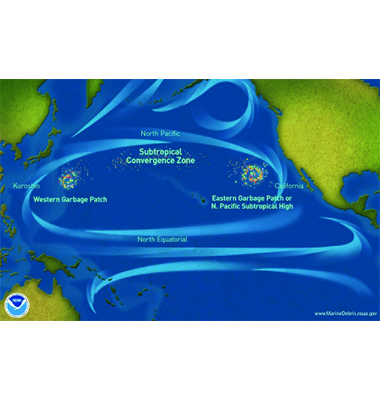 North Pacific
Subtropical
Convergence Zone
Kuroshio
California
Western Garbage Patch
Eastern Garbage Patch or
N. Pacific Subtropical High
North Equatorial
NOAA
www.MarineDebris.noaa.gov